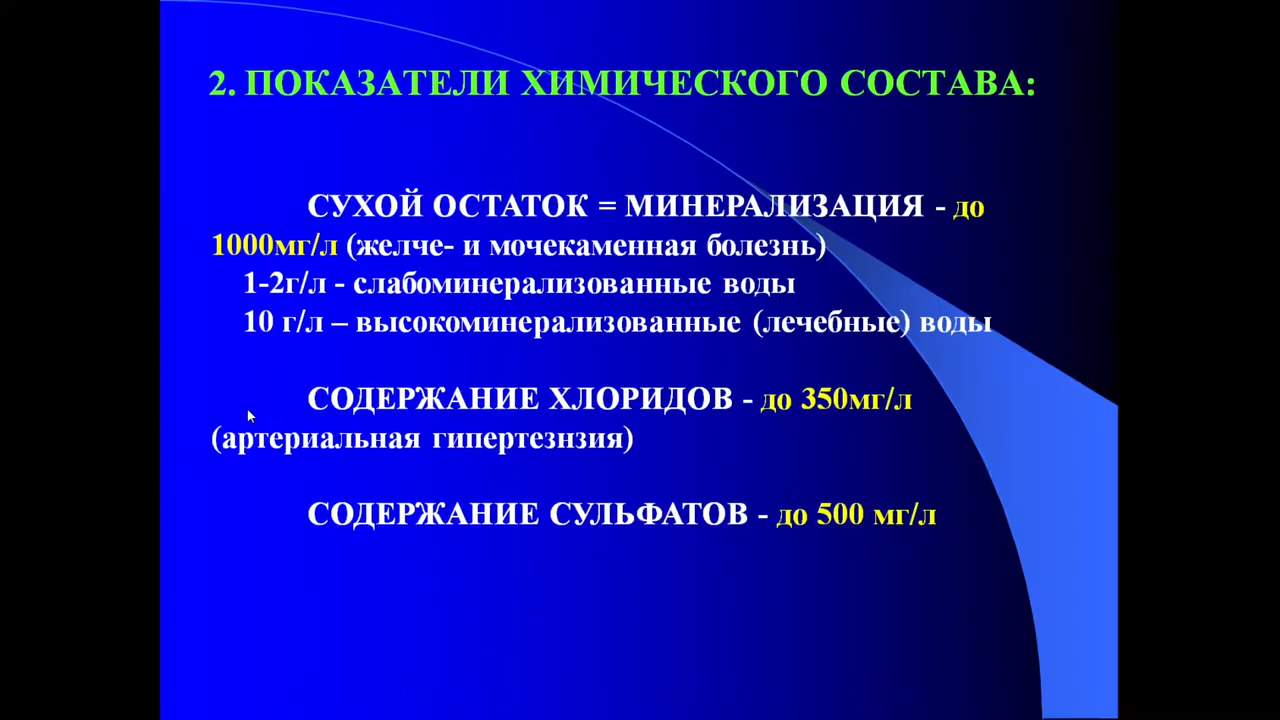 2. ПОКАЗАТЕЛИ ХИМИЧЕСКОГО СОСТАВА:
СУХОЙ ОСТАТОК = МИНЕРАЛИЗАЦИЯ - до
1000мг/л (желче- и мочекаменная болезнь)
1-2г/л - слабоминерализованные воды
10 г/л – высокоминерализованные (лечебные) воды
СОДЕРЖАНИЕ ХЛОРИДОВ - до 350мг/л
(артериальная гипертезнзия)
СОДЕРЖАНИЕ СУЛЬФАТОВ - до 500 мг/л